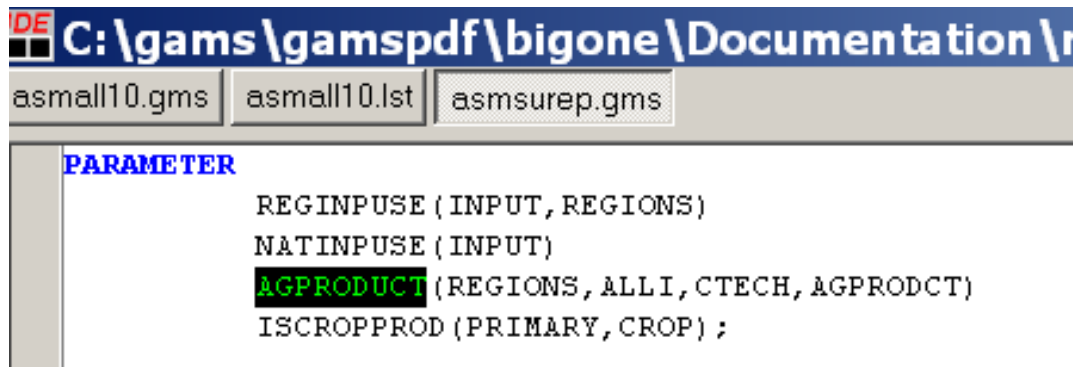 IDE C:\gams\gamspdf\bigone\Documentation\
asmall10.gms asmall10.lst asmsurep.gms
PARAMETER
REGINPUSE(INPUT,REGIONS)
NATINPUSE(INPUT)
AGPRODUCT(REGIONS,ALLI,CTECH,AGPRODCT)
ISCROPPROD(PRIMARY,CROP);